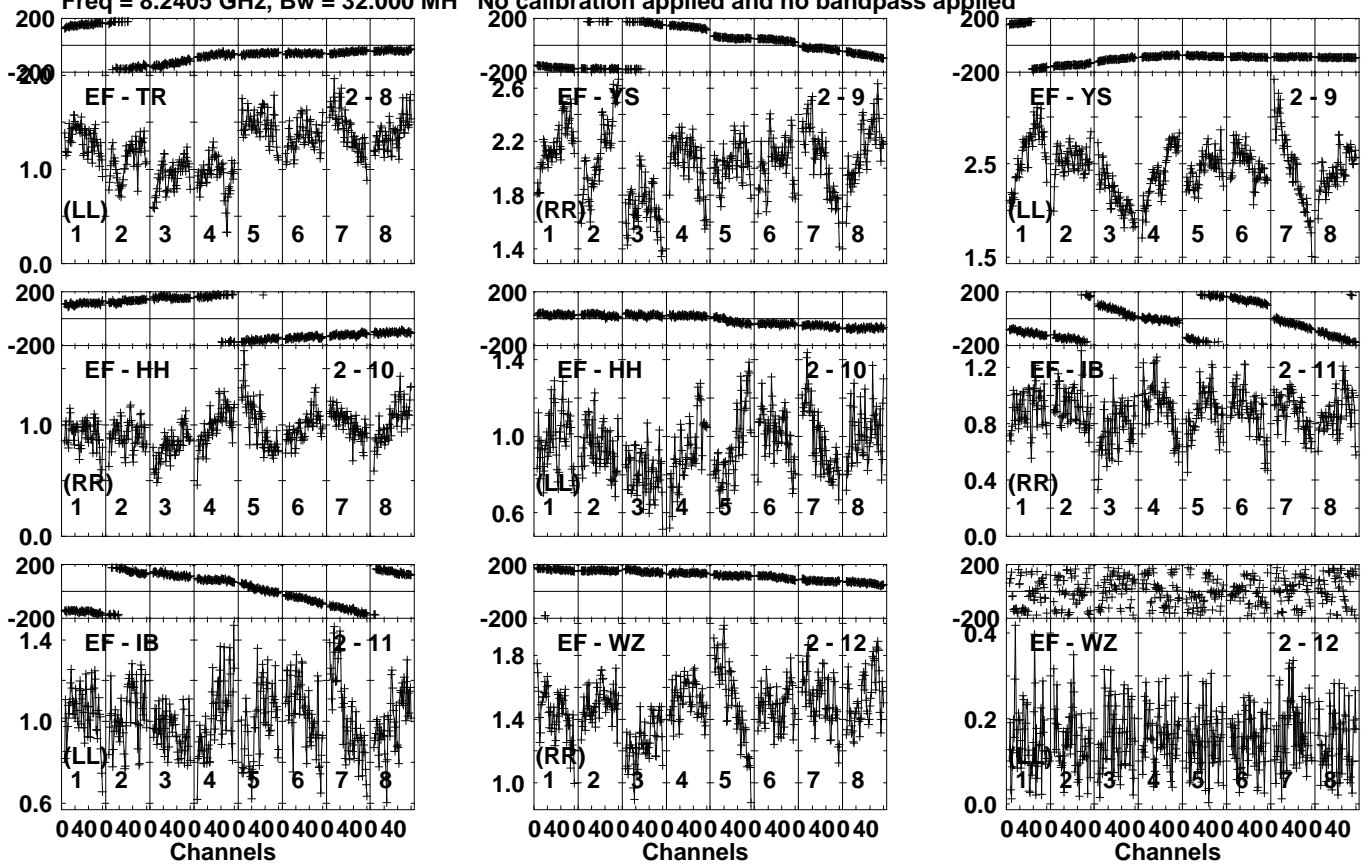 Freq = 8.2405 GHz, Bw = 32.000 MH No calibration applied and no bandpass applied
200
-200
2.0
1.0
0.0
EF - TR
2 - 8
(LL)
1 2 3 4 5 6 7 8
200
-200
2.6
2.2
1.8
1.4
EF - YS
2 - 9
(RR)
1 2 3 4 5 6 7 8
200
-200
2.5
1.5
EF - YS
2 - 9
(LL)
1 2 3 4 5 6 7 8
200
-200
1.0
0.0
EF - HH
2 - 10
(RR)
1 2 3 4 5 6 7 8
200
-200
1.4
1.0
0.6
EF - HH
2 - 10
(LL)
1 2 3 4 5 6 7 8
200
-200
1.2
0.8
0.4
0.0
EF - IB
2 - 11
(RR)
1 2 3 4 5 6 7 8
200
-200
1.4
1.0
0.6
EF - IB
2 - 11
(LL)
1 2 3 4 5 6 7 8
0 40 0 40 0 40 0 40 0 40 0 40 0 40 0 40
Channels
200
-200
1.8
1.4
1.0
EF - WZ
2 - 12
(RR)
1 2 3 4 5 6 7 8
0 40 0 40 0 40 0 40 0 40 0 40 0 40 0 40
Channels
200
-200
0.4
0.2
0.0
EF - WZ
2 - 12
(LL)
1 2 3 4 5 6 7 8
0 40 0 40 0 40 0 40 0 40 0 40 0 40 0 40
Channels